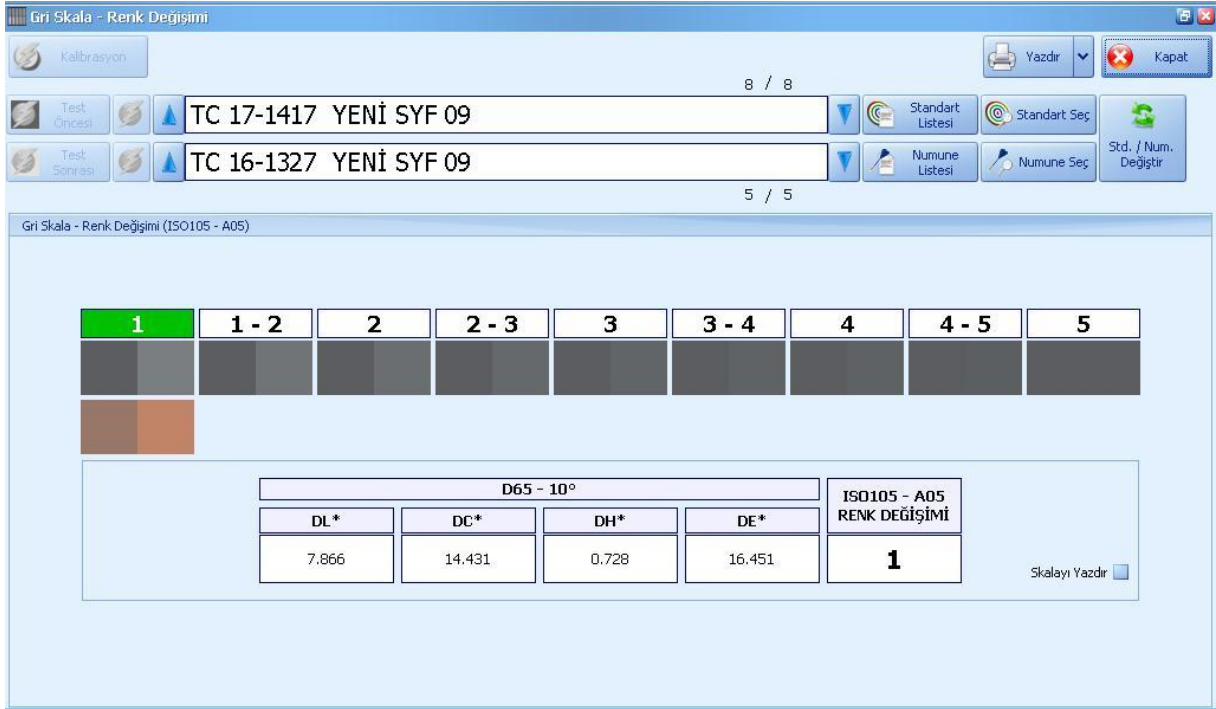 Gri Skala - Renk Değişimi
Kalibrasyon
Yazdır
Kapat
8 / 8
Test Öncesi
TC 17-1417 YENİ SYF 09
Standart Listesi
Standart Seç
Std. / Num. Değiştir
Test Sonrası
TC 16-1327 YENİ SYF 09
Numune Listesi
Numune Seç
5 / 5
Gri Skala - Renk Değişimi (ISO105 - A05)
1 1 - 2 2 2 - 3 3 3 - 4 4 4 - 5 5
D65 - 10°
ISO105 - A05
RENK DEĞİŞİMİ
DL* DC* DH* DE*
7.866 14.431 0.728 16.451 1
Skalayı Yazdır